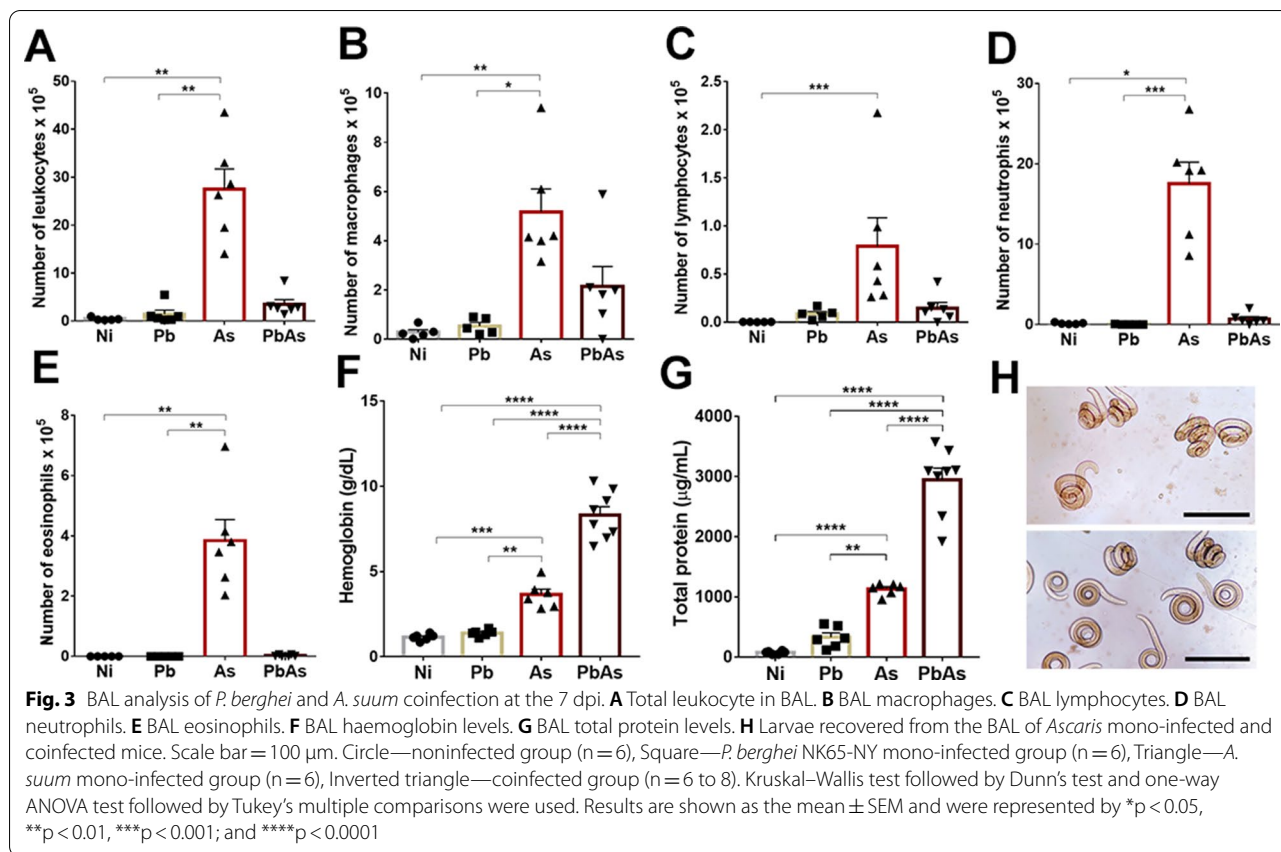 A
Number of leukocytes x 10⁵
50
40
30
20
10
0
**
**
Ni Pb As PbAs
B
Number of macrophages x 10⁵
10
8
6
4
2
0
**
*
Ni Pb As PbAs
C
Number of lymphocytes x 10⁵
2.5
2.0
1.5
1.0
0.5
0.0
***
Ni Pb As PbAs
D
Number of neutrophis x 10⁵
30
20
10
0
*
***
Ni Pb As PbAs
E
Number of eosinophils x 10⁵
8
6
4
2
0
**
**
Ni Pb As PbAs
F
Hemoglobin (g/dL)
15
10
5
0
****
****
****
***
**
Ni Pb As PbAs
G
Total protein (µg/mL)
4000
3000
2000
1000
0
****
****
****
****
**
Ni Pb As PbAs
H
Fig. 3 BAL analysis of P. berghei and A. suum coinfection at the 7 dpi. A Total leukocyte in BAL. B BAL macrophages. C BAL lymphocytes. D BAL
neutrophils. E BAL eosinophils. F BAL haemoglobin levels. G BAL total protein levels. H Larvae recovered from the BAL of Ascaris mono-infected and
coinfected mice. Scale bar = 100 µm. Circle—noninfected group (n = 6), Square—P. berghei NK65-NY mono-infected group (n = 6), Triangle—A.
suum mono-infected group (n = 6), Inverted triangle—coinfected group (n = 6 to 8). Kruskal–Wallis test followed by Dunn's test and one-way
ANOVA test followed by Tukey's multiple comparisons were used. Results are shown as the mean ± SEM and were represented by *p < 0.05,
**p < 0.01, ***p < 0.001; and ****p < 0.0001